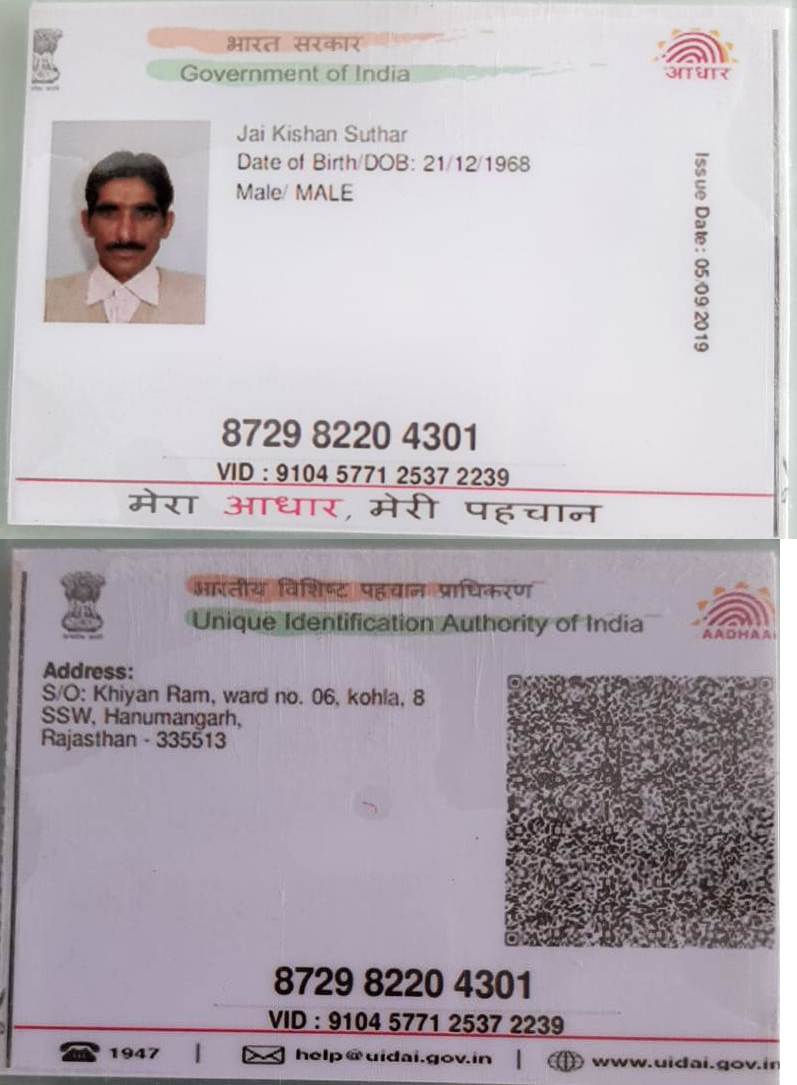 भारत सरकार
Government of India
आधार
Jai Kishan Suthar
Date of Birth/DOB: 21/12/1968
Male/ MALE
Issue Date: 05/09/2019
8729 8220 4301
VID : 9104 5771 2537 2239
मेरा आधार, मेरी पहचान
भारतीय विशिष्ट पहचान प्राधिकरण
Unique Identification Authority of India
AADHAA
Address:
S/O: Khiyan Ram, ward no. 06, kohla, 8
SSW, Hanumangarh,
Rajasthan - 335513
8729 8220 4301
VID : 9104 5771 2537 2239
1947 | help@uidai.gov.in | www.uidai.gov.in